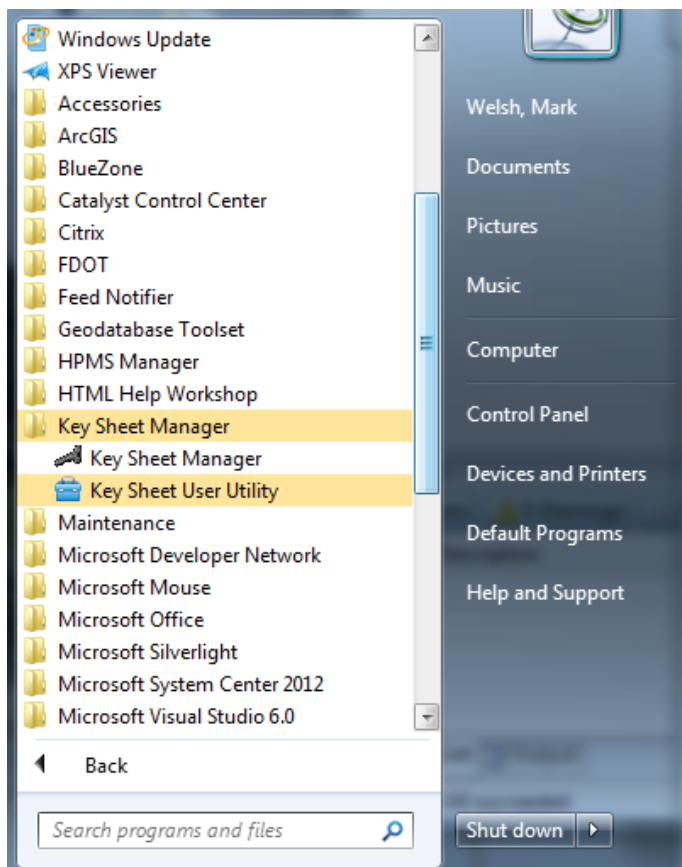 Windows Update
XPS Viewer
Accessories
ArcGIS
BlueZone
Catalyst Control Center
Citrix
FDOT
Feed Notifier
Geodatabase Toolset
HPMS Manager
HTML Help Workshop
Key Sheet Manager
Key Sheet Manager
Key Sheet User Utility
Maintenance
Microsoft Developer Network
Microsoft Mouse
Microsoft Office
Microsoft Silverlight
Microsoft System Center 2012
Microsoft Visual Studio 6.0
Back
Search programs and files
Welsh, Mark
Documents
Pictures
Music
Computer
Control Panel
Devices and Printers
Default Programs
Help and Support
Shut down